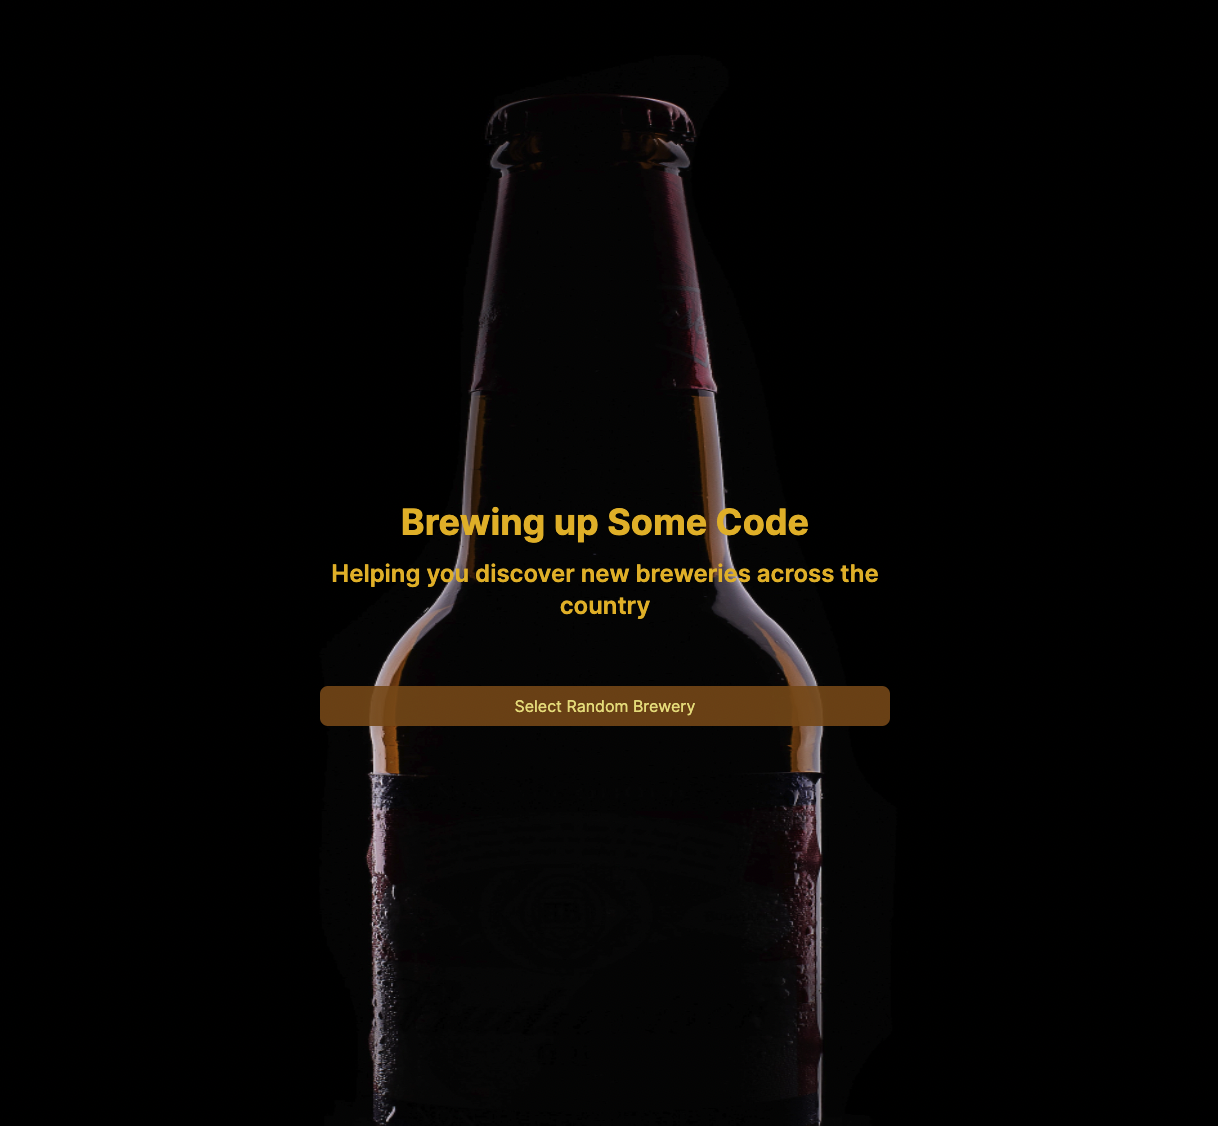 Brewing up Some Code
Helping you discover new breweries across the
country
Select Random Brewery